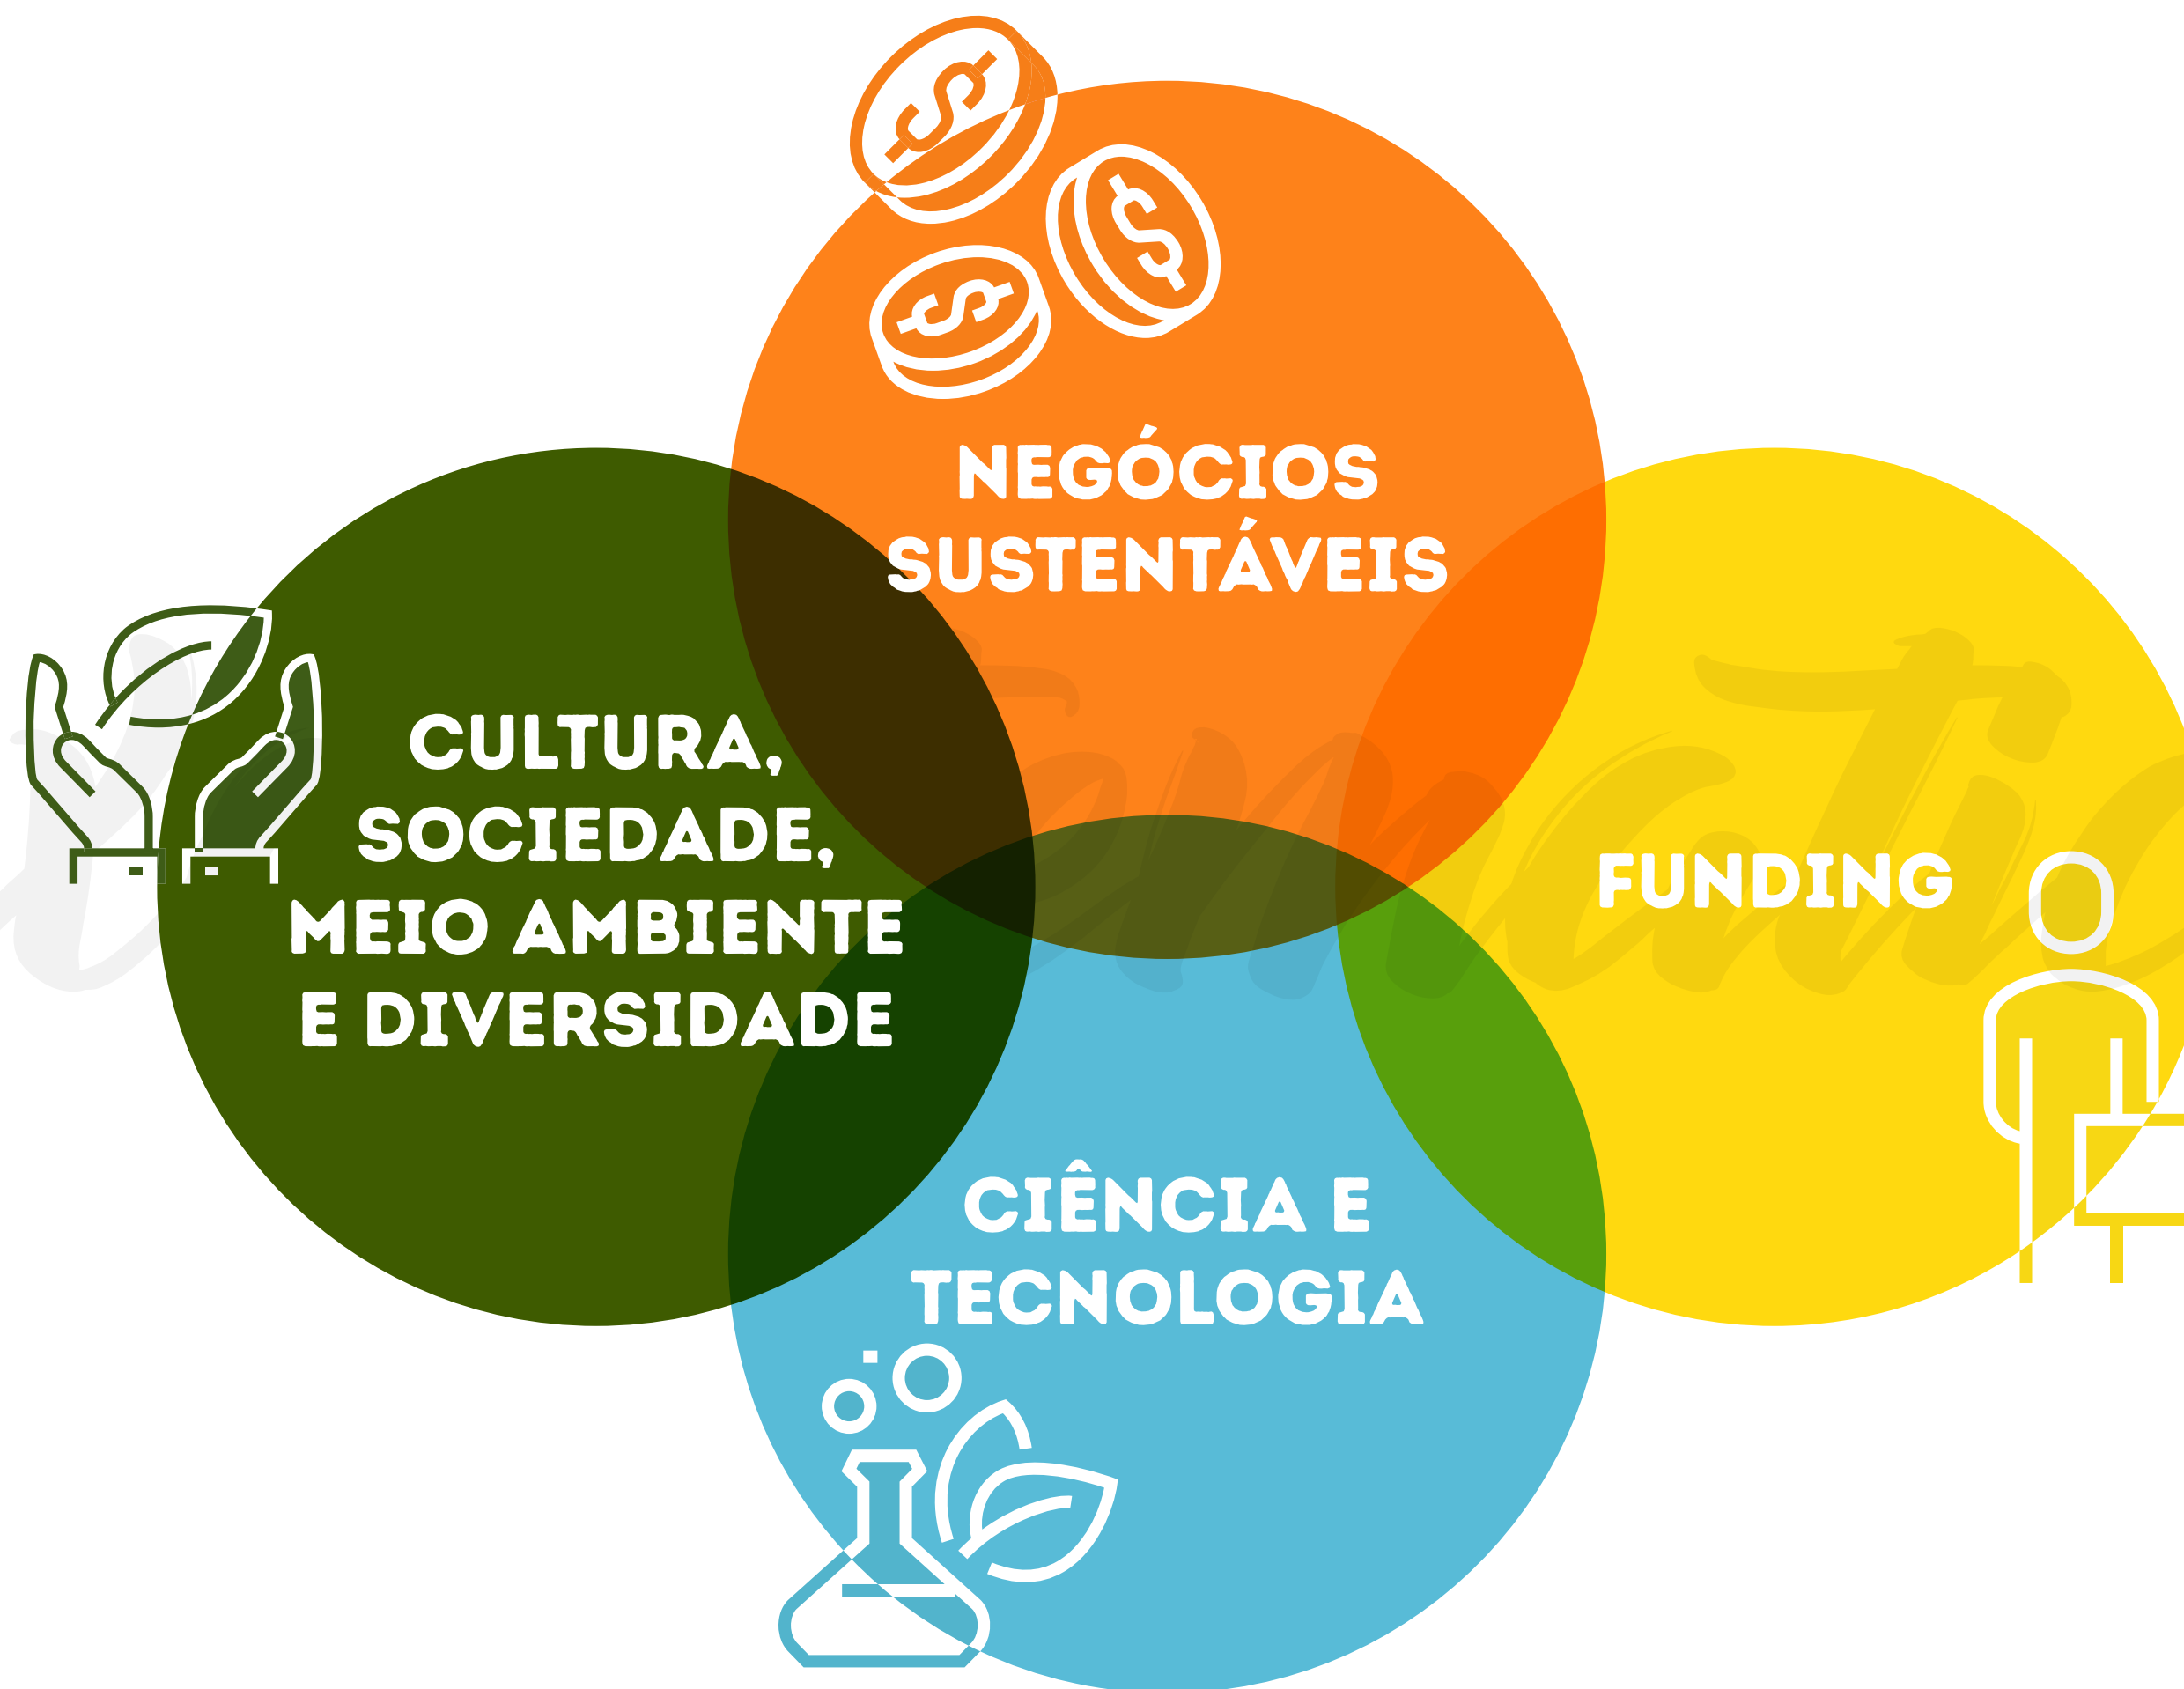 NEGÓCIOS
SUSTENTÁVEIS
CULTURA,
SOCIEDADE,
MEIO AMBIENTE
E DIVERSIDADE
FUNDING
CIÊNCIA E
TECNOLOGIA